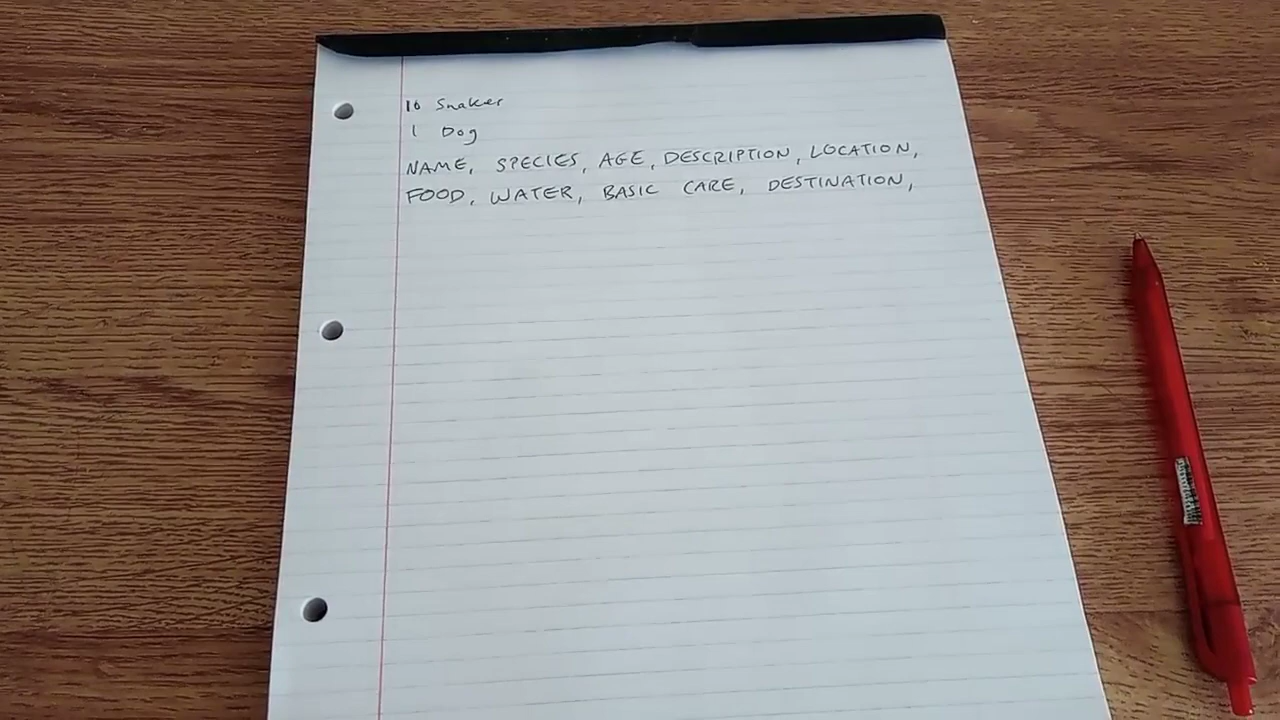 10 Snakes
1 Dog
NAME, SPECIES, AGE, DESCRIPTION, LOCATION,
FOOD, WATER, BASIC CARE, DESTINATION,